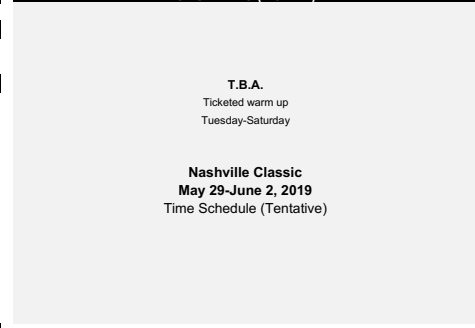 T.B.A.
Ticketed warm up
Tuesday-Saturday
Nashville Classic
May 29-June 2, 2019
Time Schedule (Tentative)